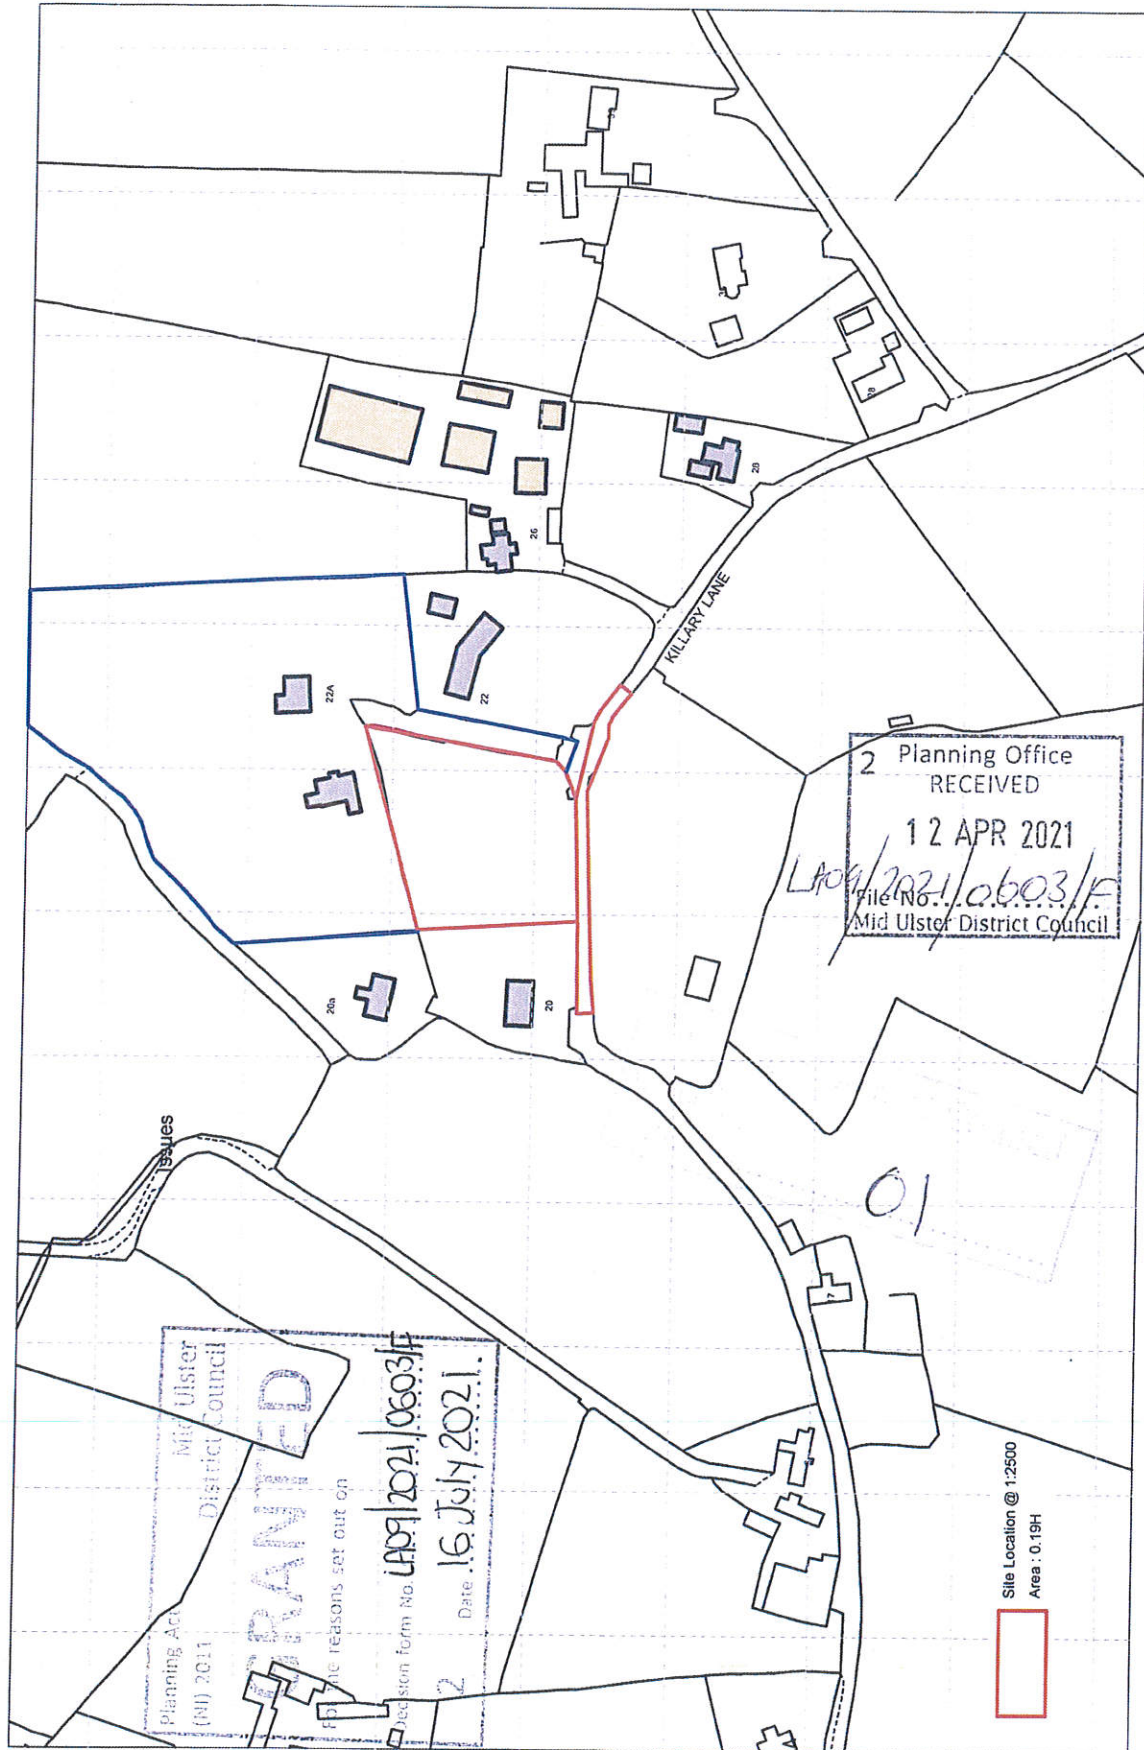 22A
22
26
28
28
20a
20
KILLARY LANE
Issues
2 Planning Office
RECEIVED
12 APR 2021
LA09/2021/0603/F
File No..................
Mid Ulster District Council
01
Planning Act Mid Ulster
(NI) 2011 District Council
GRANTED
For the reasons set out on
Decision Form No. LA09/2021/0603/F
2 Date 16 July 2021
7
Site Location @ 1:2500
Area : 0.19H